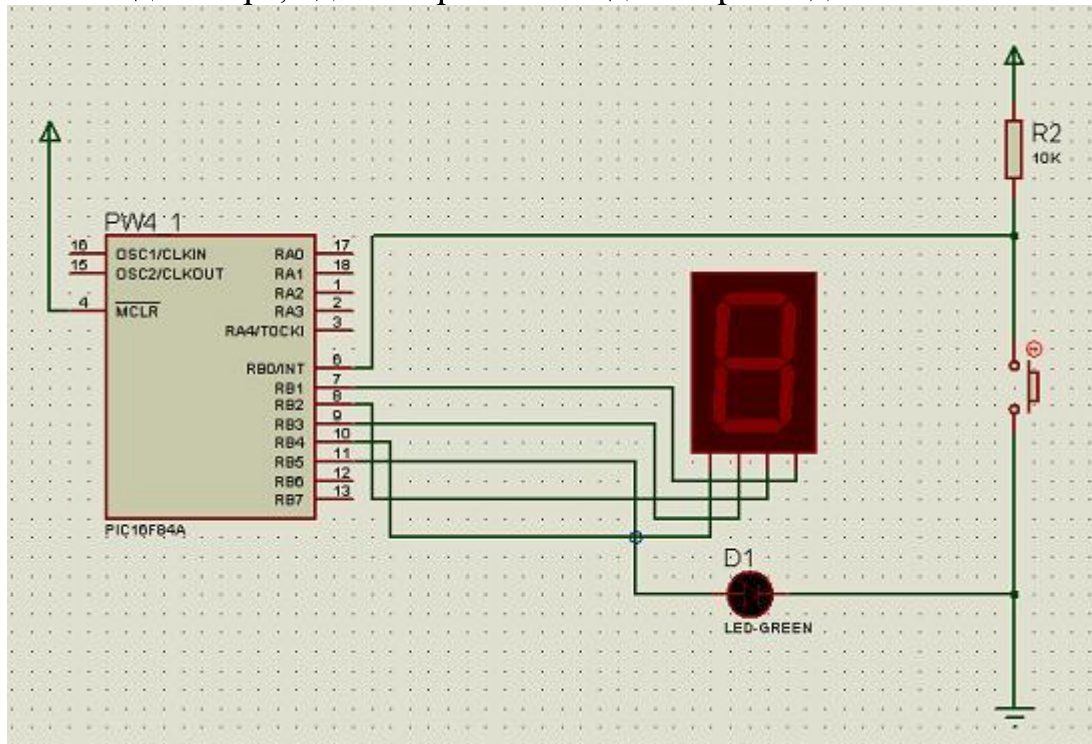 R2
10K
PW4 1
16 OSC1/CLKIN RA0 17
15 OSC2/CLKOUT RA1 18
RA2 1
4 MCLR RA3 2
RA4/T0CKI 3
RB0/INT 6
RB1 7
RB2 8
RB3 9
RB4 10
RB5 11
RB6 12
RB7 13
PIC16F84A
D1
LED-GREEN